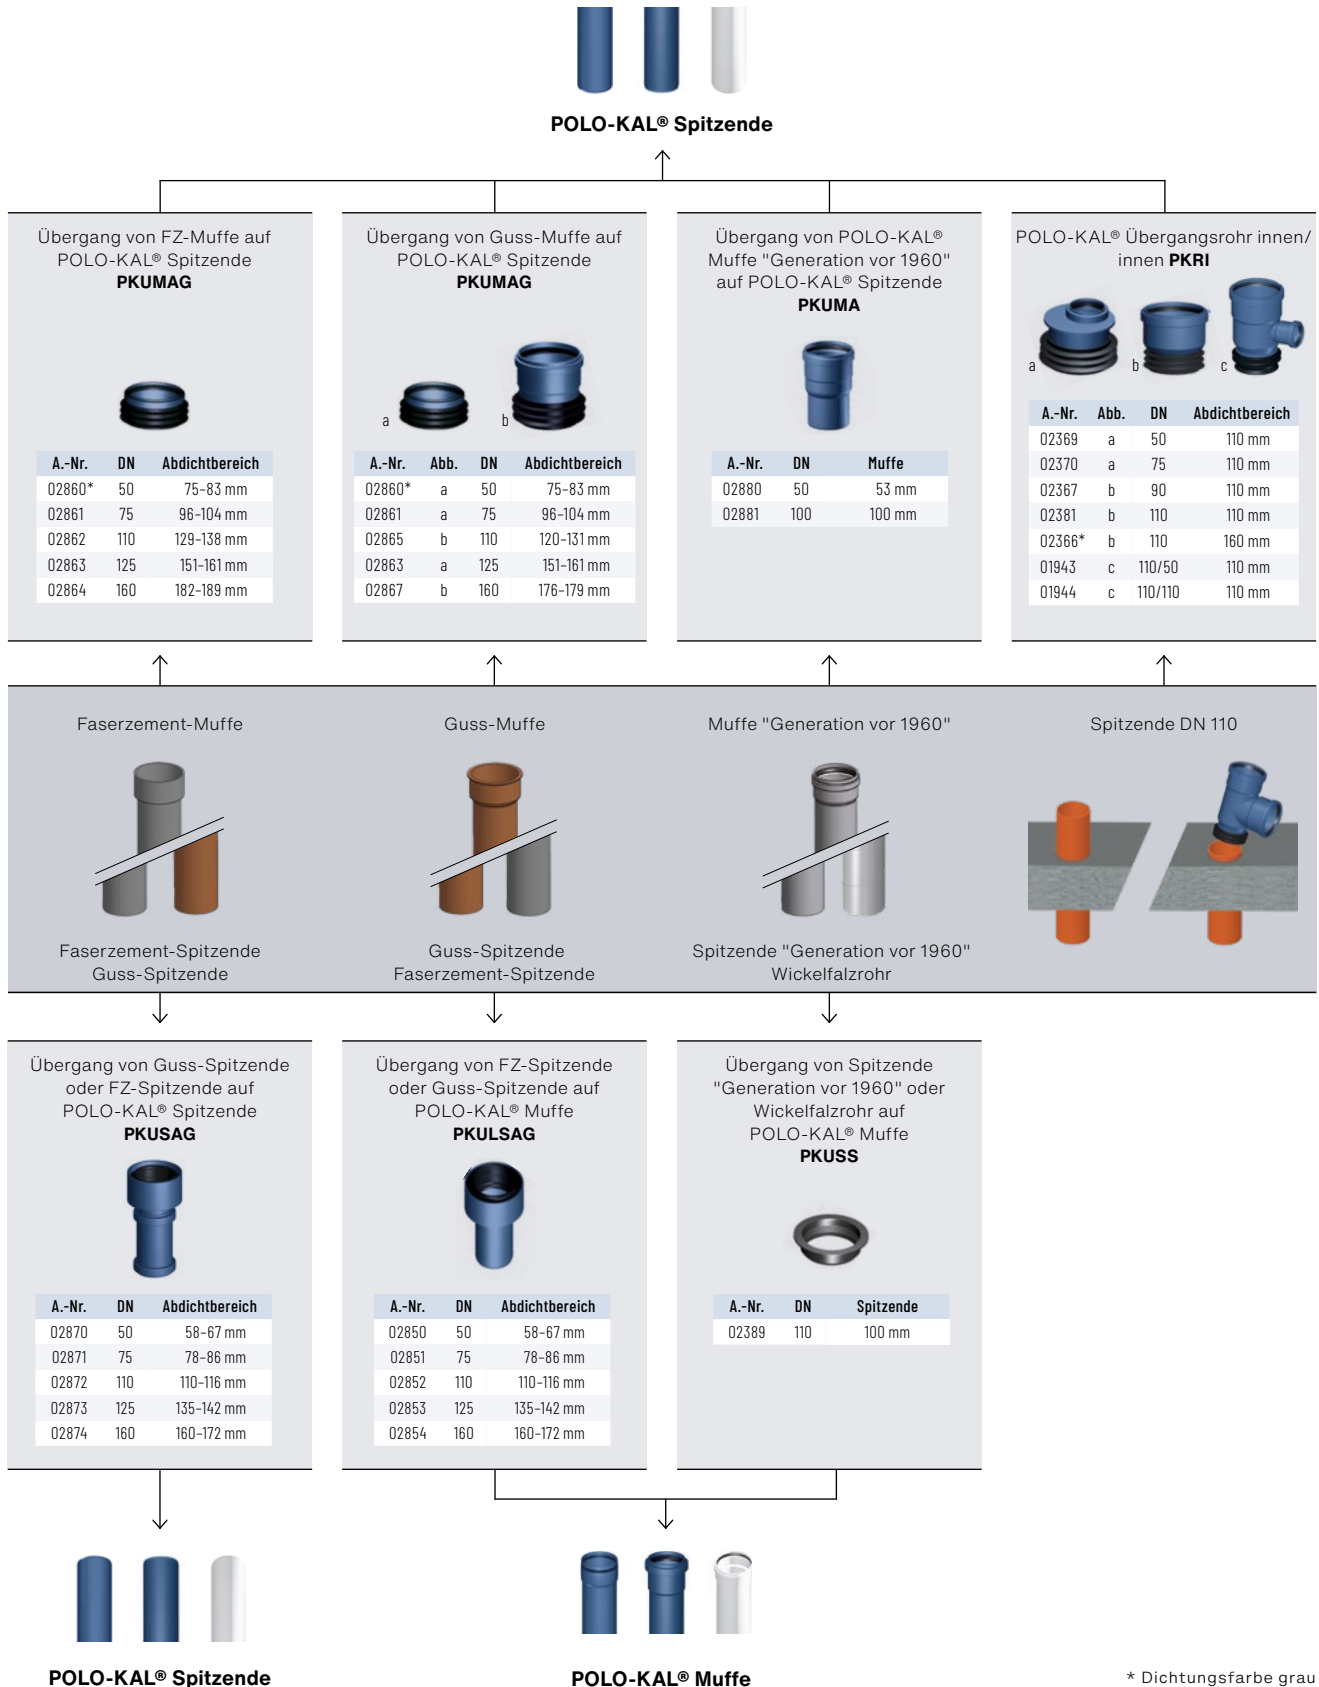 POLO-KAL® Spitzende
Übergang von FZ-Muffe auf
POLO-KAL® Spitzende
PKUMAG
A.-Nr. DN Abdichtbereich
02860* 50 75-83 mm
02861 75 96-104 mm
02862 110 129-138 mm
02863 125 151-161 mm
02864 160 182-189 mm
Übergang von Guss-Muffe auf
POLO-KAL® Spitzende
PKUMAG
a
b
A.-Nr. Abb. DN Abdichtbereich
02860* a 50 75-83 mm
02861 a 75 96-104 mm
02865 b 110 120-131 mm
02863 a 125 151-161 mm
02867 b 160 176-179 mm
Übergang von POLO-KAL®
Muffe "Generation vor 1960"
auf POLO-KAL® Spitzende
PKUMA
A.-Nr. DN Muffe
02880 50 53 mm
02881 100 100 mm
POLO-KAL® Übergangsrohr innen/
innen PKRI
a
b
c
A.-Nr. Abb. DN Abdichtbereich
02369 a 50 110 mm
02370 a 75 110 mm
02367 b 90 110 mm
02381 b 110 110 mm
02366* b 110 160 mm
01943 c 110/50 110 mm
01944 c 110/110 110 mm
Faserzement-Muffe
Faserzement-Spitzende
Guss-Spitzende
Guss-Muffe
Guss-Spitzende
Faserzement-Spitzende
Muffe "Generation vor 1960"
Spitzende "Generation vor 1960"
Wickelfalzrohr
Spitzende DN 110
Übergang von Guss-Spitzende
oder FZ-Spitzende auf
POLO-KAL® Spitzende
PKUSAG
A.-Nr. DN Abdichtbereich
02870 50 58-67 mm
02871 75 78-86 mm
02872 110 110-116 mm
02873 125 135-142 mm
02874 160 160-172 mm
Übergang von FZ-Spitzende
oder Guss-Spitzende auf
POLO-KAL® Muffe
PKULSAG
A.-Nr. DN Abdichtbereich
02850 50 58-67 mm
02851 75 78-86 mm
02852 110 110-116 mm
02853 125 135-142 mm
02854 160 160-172 mm
Übergang von Spitzende
"Generation vor 1960" oder
Wickelfalzrohr auf
POLO-KAL® Muffe
PKUSS
A.-Nr. DN Spitzende
02389 110 100 mm
POLO-KAL® Spitzende
POLO-KAL® Muffe
* Dichtungsfarbe grau